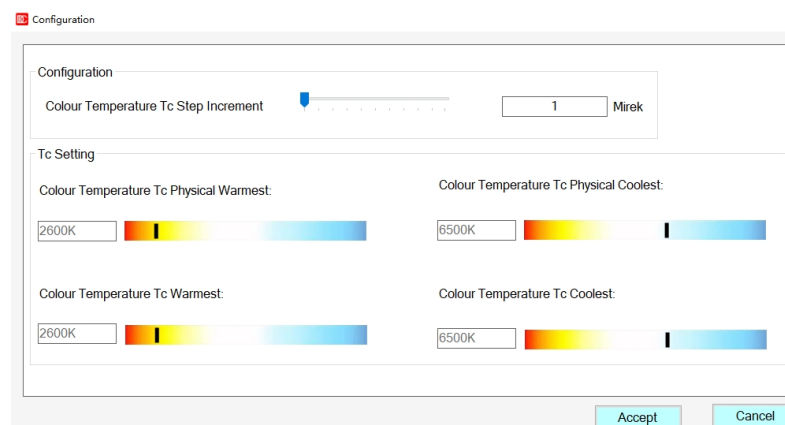 Configuration
Configuration
Colour Temperature Tc Step Increment
1
Mirek
Tc Setting
Colour Temperature Tc Physical Warmest:
Colour Temperature Tc Physical Coolest:
2600K
6500K
Colour Temperature Tc Warmest:
Colour Temperature Tc Coolest:
2600K
6500K
Accept
Cancel